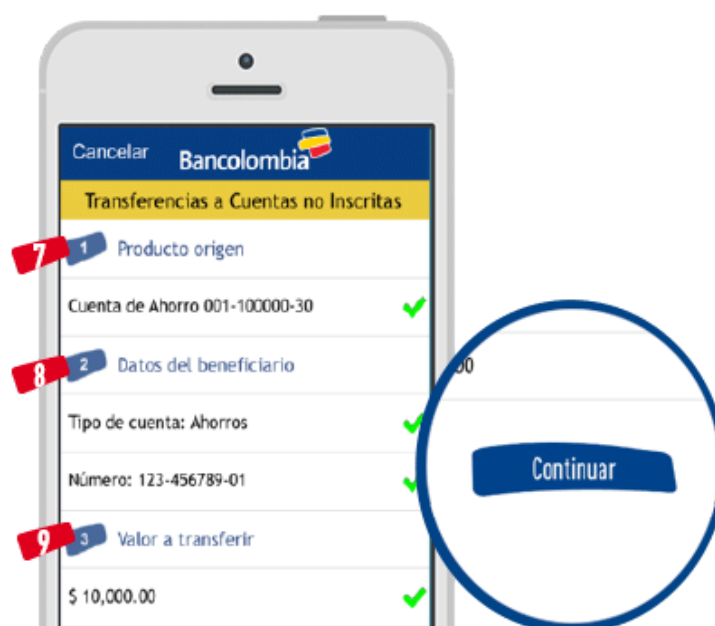 Cancelar Bancolombia
Transferencias a Cuentas no Inscritas
7 1 Producto origen
Cuenta de Ahorro 001-100000-30
8 2 Datos del beneficiario
00
Tipo de cuenta: Ahorros
Número: 123-456789-01
Continuar
9 3 Valor a transferir
$ 10,000.00